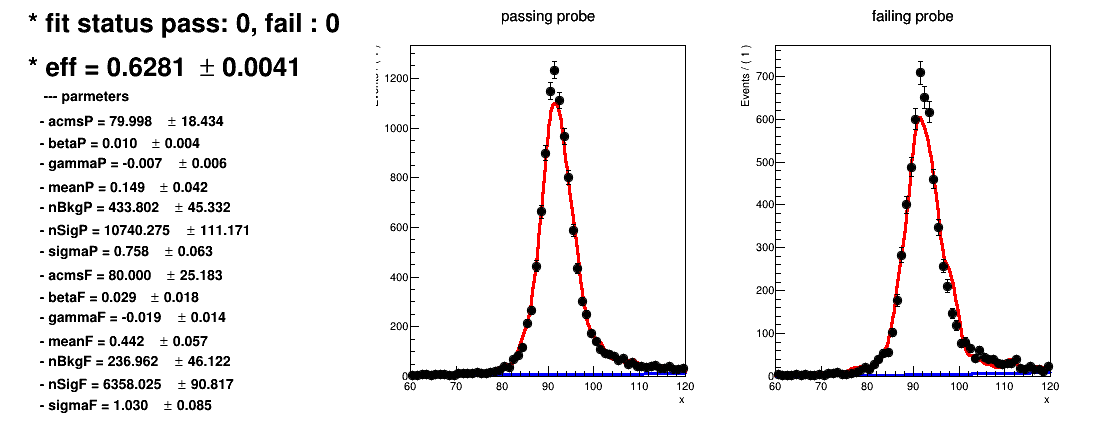 * fit status pass: 0, fail : 0
* eff = 0.6281 ± 0.0041
--- parmeters
- acmsP = 79.998 ± 18.434
- betaP = 0.010 ± 0.004
- gammaP = -0.007 ± 0.006
- meanP = 0.149 ± 0.042
- nBkgP = 433.802 ± 45.332
- nSigP = 10740.275 ± 111.171
- sigmaP = 0.758 ± 0.063
- acmsF = 80.000 ± 25.183
- betaF = 0.029 ± 0.018
- gammaF = -0.019 ± 0.014
- meanF = 0.442 ± 0.057
- nBkgF = 236.962 ± 46.122
- nSigF = 6358.025 ± 90.817
- sigmaF = 1.030 ± 0.085
passing probe
1200
1000
800
600
400
200
0
60 70 80 90 100 110 120
x
failing probe
Events / ( 1 )
700
600
500
400
300
200
100
0
60 70 80 90 100 110 120
x